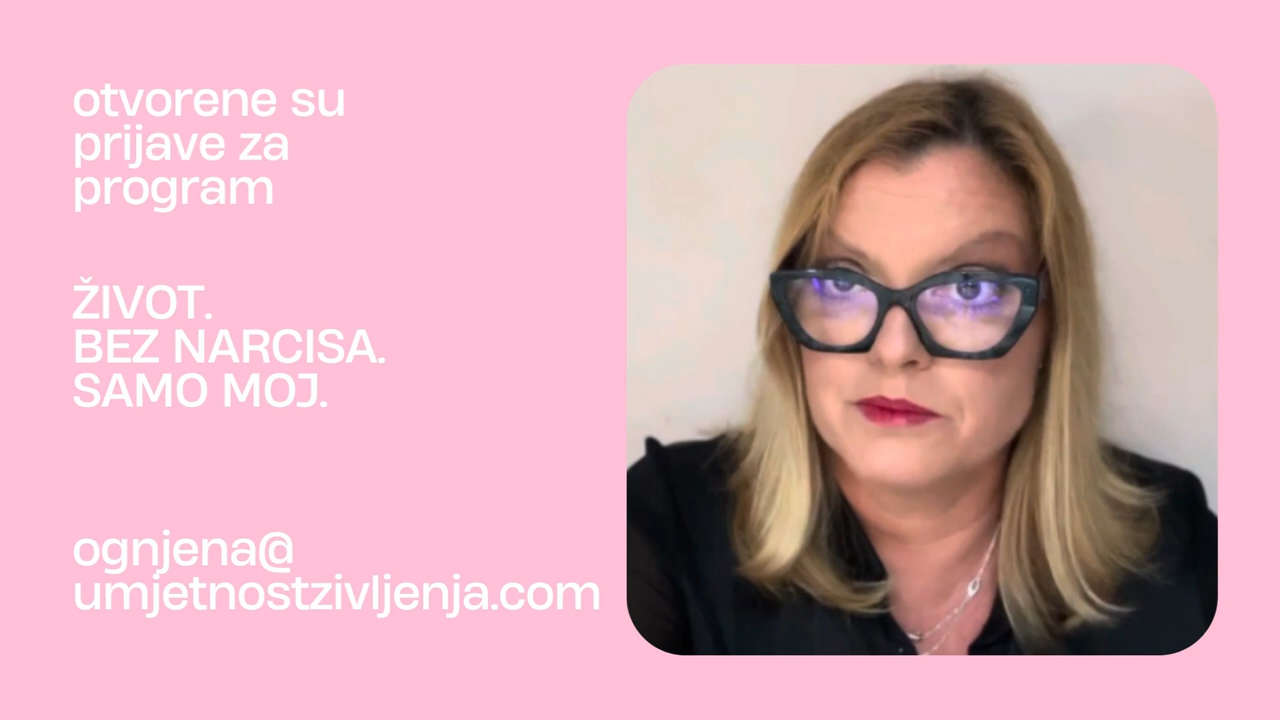 otvorene su
prijave za
program
ŽIVOT.
BEZ NARCISA.
SAMO MOJ.
ognjena@
umjetnostzivljenja.com